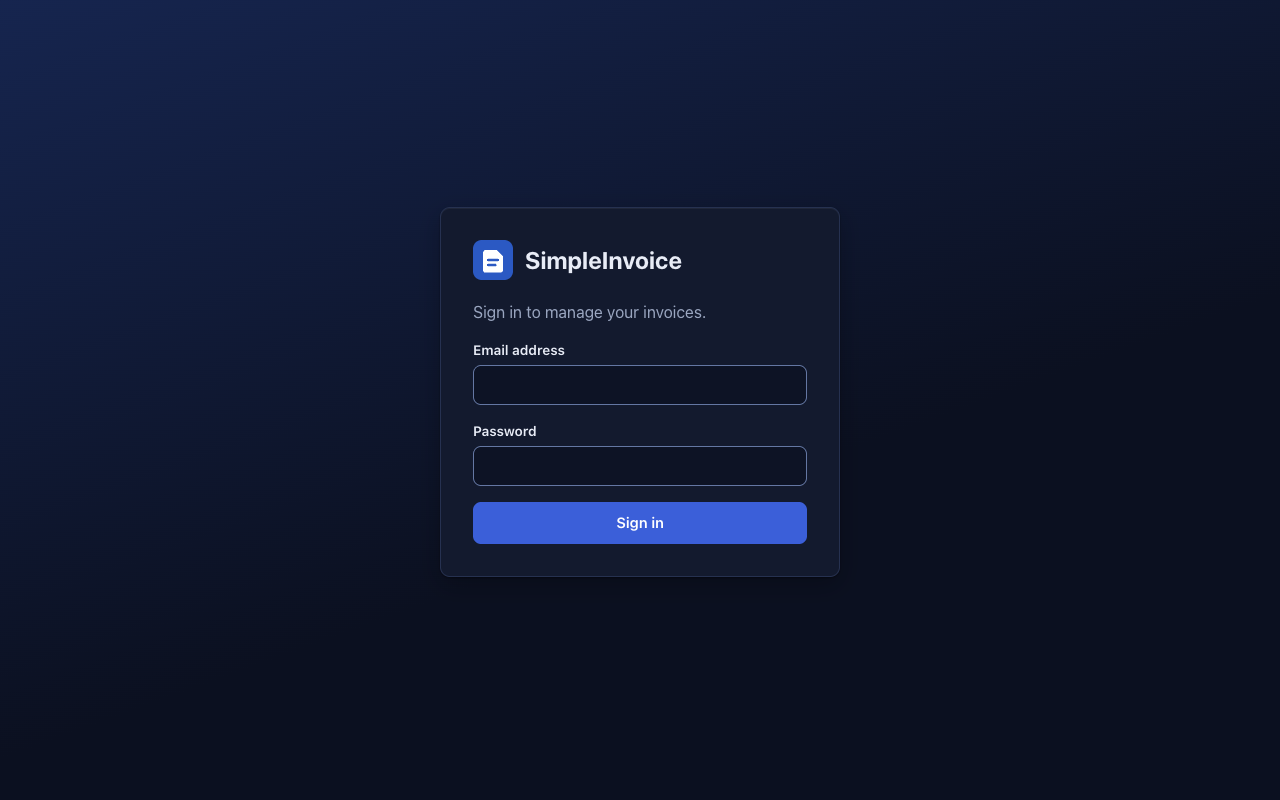 SimpleInvoice
Sign in to manage your invoices.
Email address
Password
Sign in